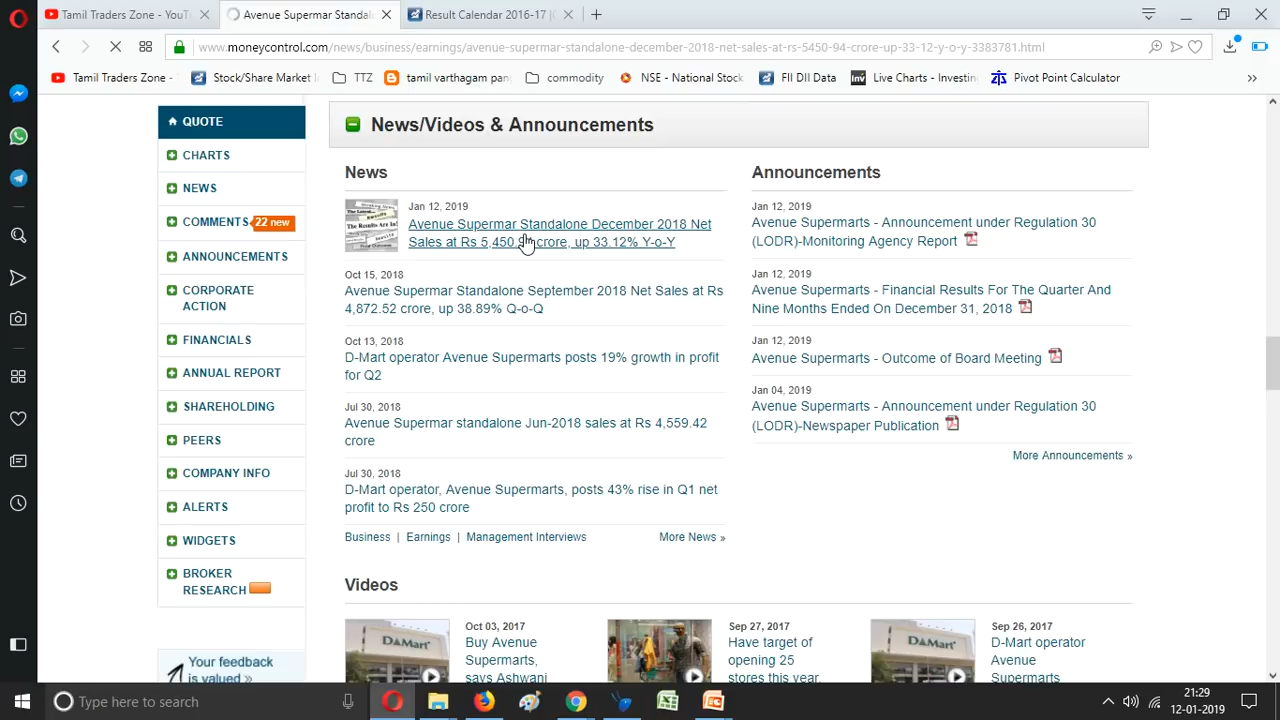 Tamil Traders Zone - YouT
Avenue Supermar Standalon
Result Calendar 2016-17 |
www.moneycontrol.com/news/business/earnings/avenue-supermar-standalone-december-2018-net-sales-at-rs-5450-94-crore-up-33-12-y-o-y-3383781.html
Tamil Traders Zone -
Stock/Share Market I
TTZ
tamil varthagam pan
commodity
NSE - National Stock
FII DII Data
Live Charts - Investin
Pivot Point Calculator
QUOTE
CHARTS
NEWS
COMMENTS 22 new
ANNOUNCEMENTS
CORPORATE
ACTION
FINANCIALS
ANNUAL REPORT
SHAREHOLDING
PEERS
COMPANY INFO
ALERTS
WIDGETS
BROKER
RESEARCH
Your feedback
is valued »
News/Videos & Announcements
News
Jan 12, 2019
Avenue Supermar Standalone December 2018 Net
Sales at Rs crore, up 33.12% Y-o-Y
Oct 15, 2018
Avenue Supermar Standalone September 2018 Net Sales at Rs
4,872.52 crore, up 38.89% Q-o-Q
Oct 13, 2018
D-Mart operator Avenue Supermarts posts 19% growth in profit
for Q2
Jul 30, 2018
Avenue Supermar standalone Jun-2018 sales at Rs 4,559.42
crore
Jul 30, 2018
D-Mart operator, Avenue Supermarts, posts 43% rise in Q1 net
profit to Rs 250 crore
Business | Earnings | Management Interviews
More News »
Announcements
Jan 12, 2019
Avenue Supermarts - Announcement under Regulation 30
(LODR)-Monitoring Agency Report
Jan 12, 2019
Avenue Supermarts - Financial Results For The Quarter And
Nine Months Ended On December 31, 2018
Jan 12, 2019
Avenue Supermarts - Outcome of Board Meeting
Jan 04, 2019
Avenue Supermarts - Announcement under Regulation 30
(LODR)-Newspaper Publication
More Announcements »
Videos
DMart
Oct 03, 2017
Buy Avenue
Supermarts,
says Ashwani
Sep 27, 2017
Have target of
opening 25
stores this year,
DMart
Sep 26, 2017
D-Mart operator
Avenue
Supermarts
Type here to search
21:29
12-01-2019